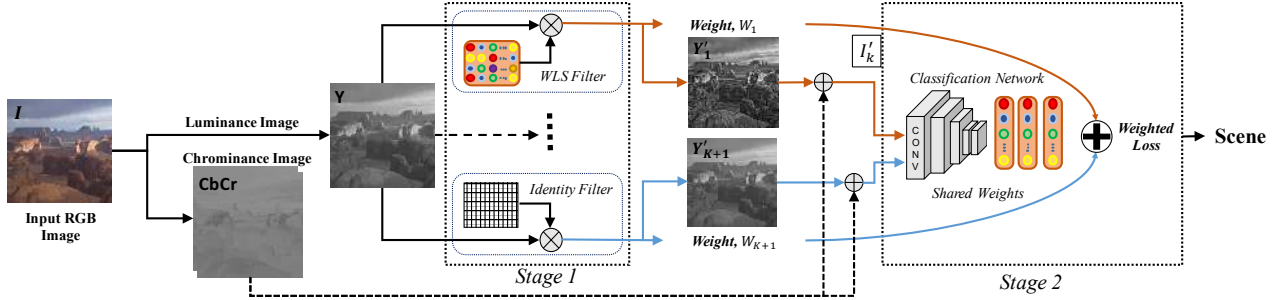 I
Input RGB
Image
Luminance Image
Chrominance Image
CbCr
Y
WLS Filter
Identity Filter
Stage 1
Weight, W₁
Y′₁
Y′K+1
Weight, WK+1
I′k
Classification Network
CONV
Shared Weights
Weighted
Loss
Stage 2
Scene